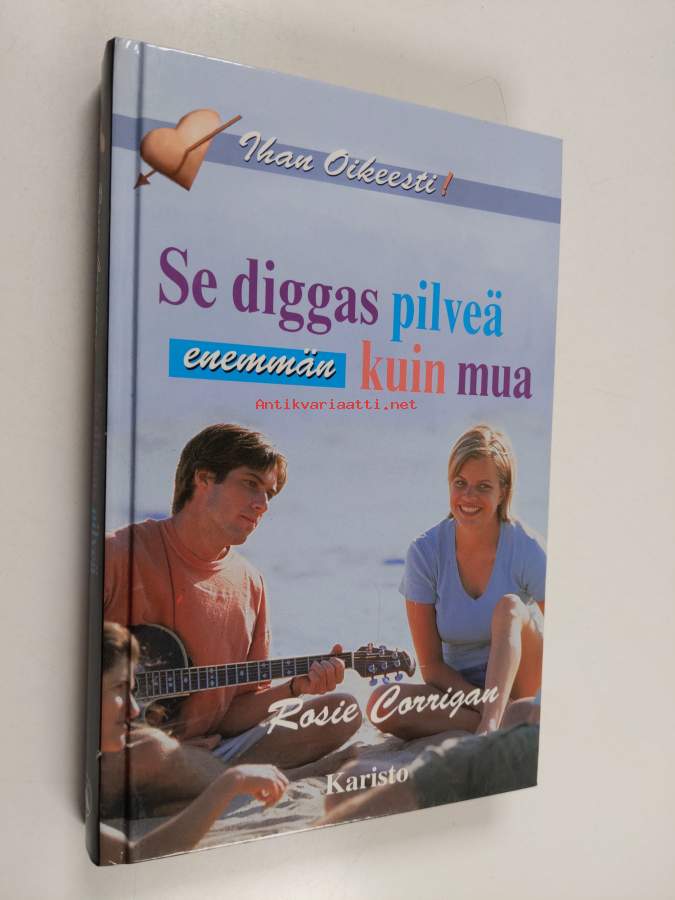 Ihan Oikeesti!
Se diggas pilveä
enemmän kuin mua
Antikvariaatti.net
Rosie Corrigan
Karisto